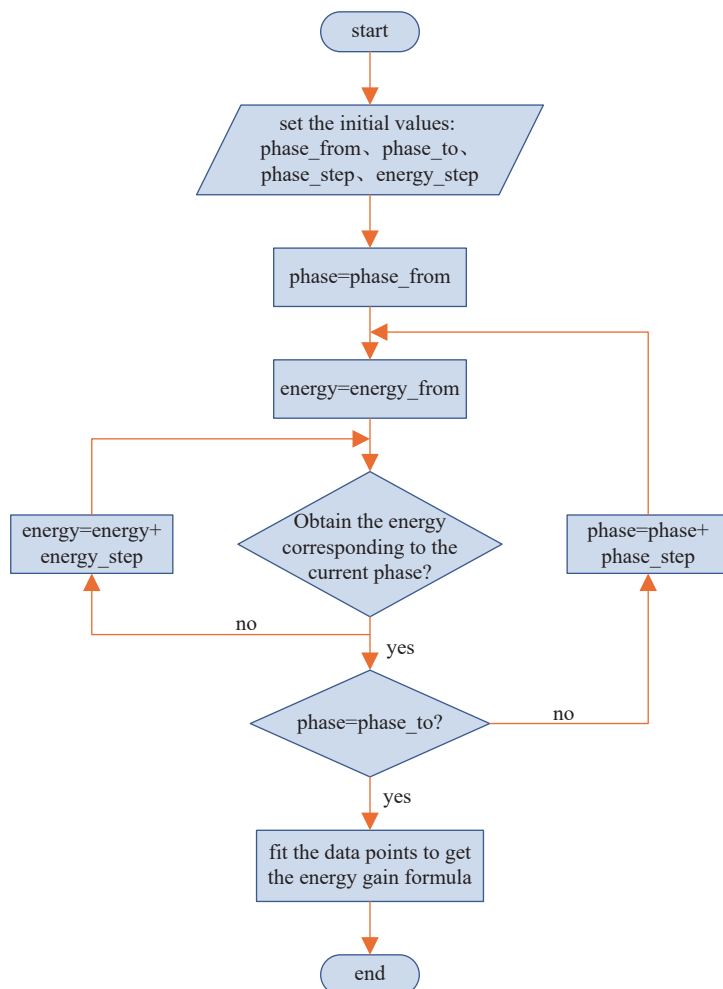 start
set the initial values:
phase_from、phase_to、
phase_step、energy_step
phase=phase_from
energy=energy_from
energy=energy+
energy_step
Obtain the energy
corresponding to the
current phase?
phase=phase+
phase_step
no
yes
phase=phase_to?
no
yes
fit the data points to get
the energy gain formula
end